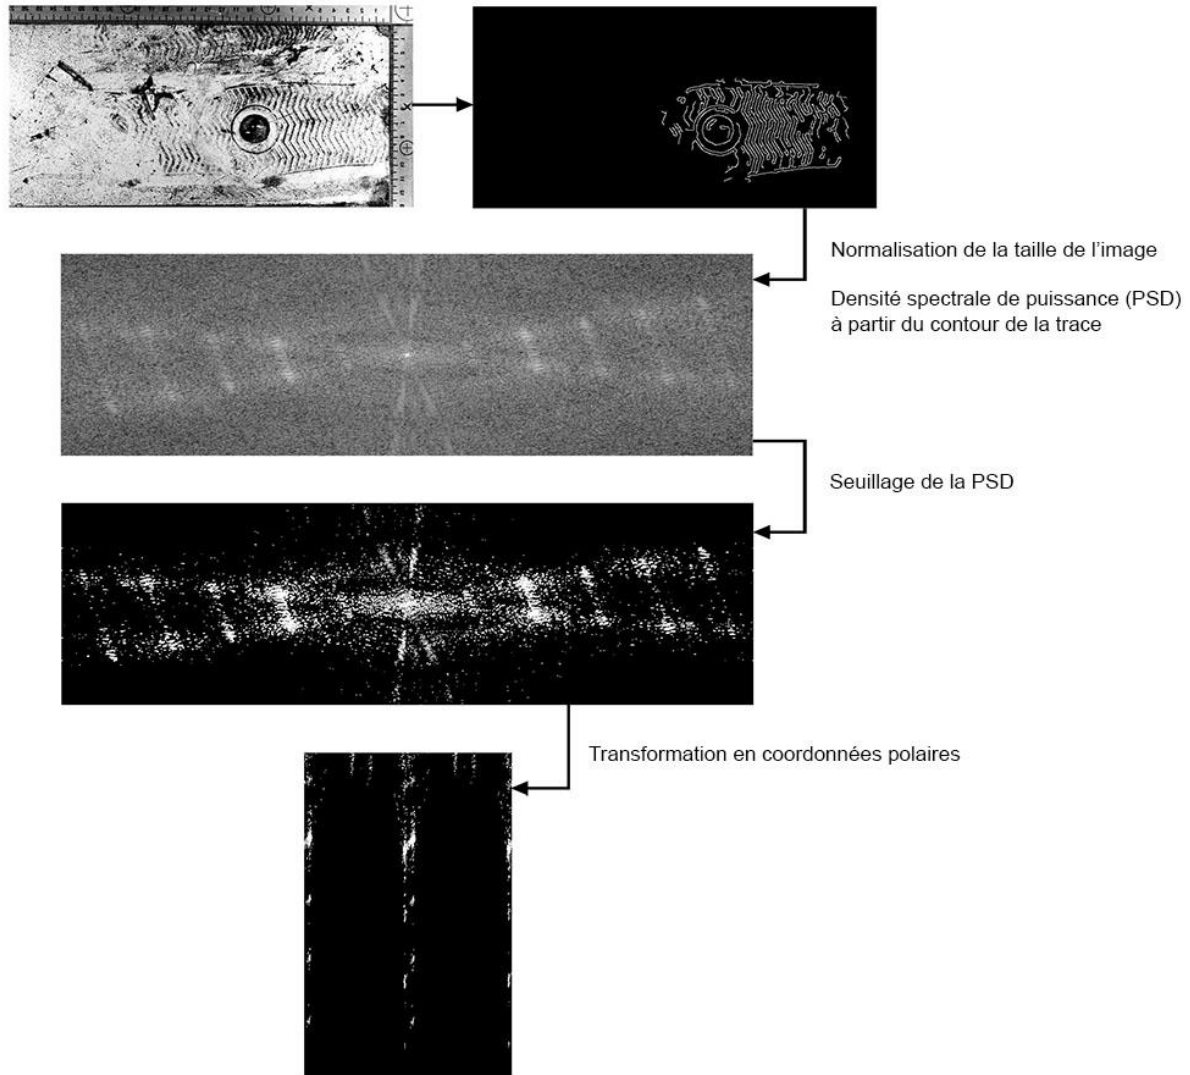 Normalisation de la taille de l’image
Densité spectrale de puissance (PSD)
à partir du contour de la trace
Seuillage de la PSD
Transformation en coordonnées polaires